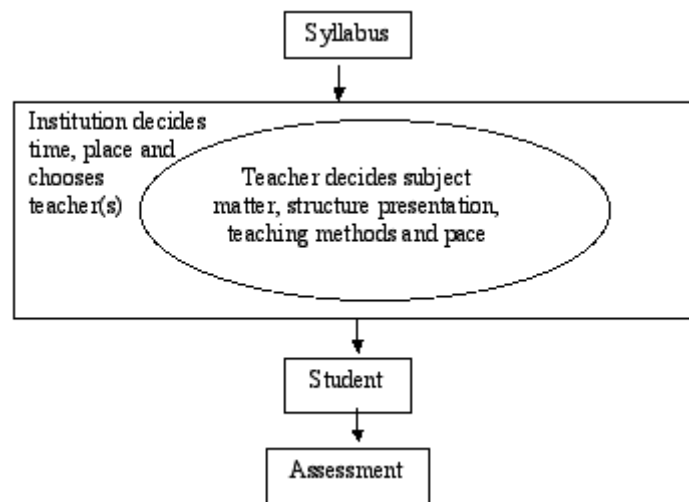 Syllabus
Institution decides
time, place and
chooses
teacher(s)
Teacher decides subject
matter, structure presentation,
teaching methods and pace
Student
Assessment